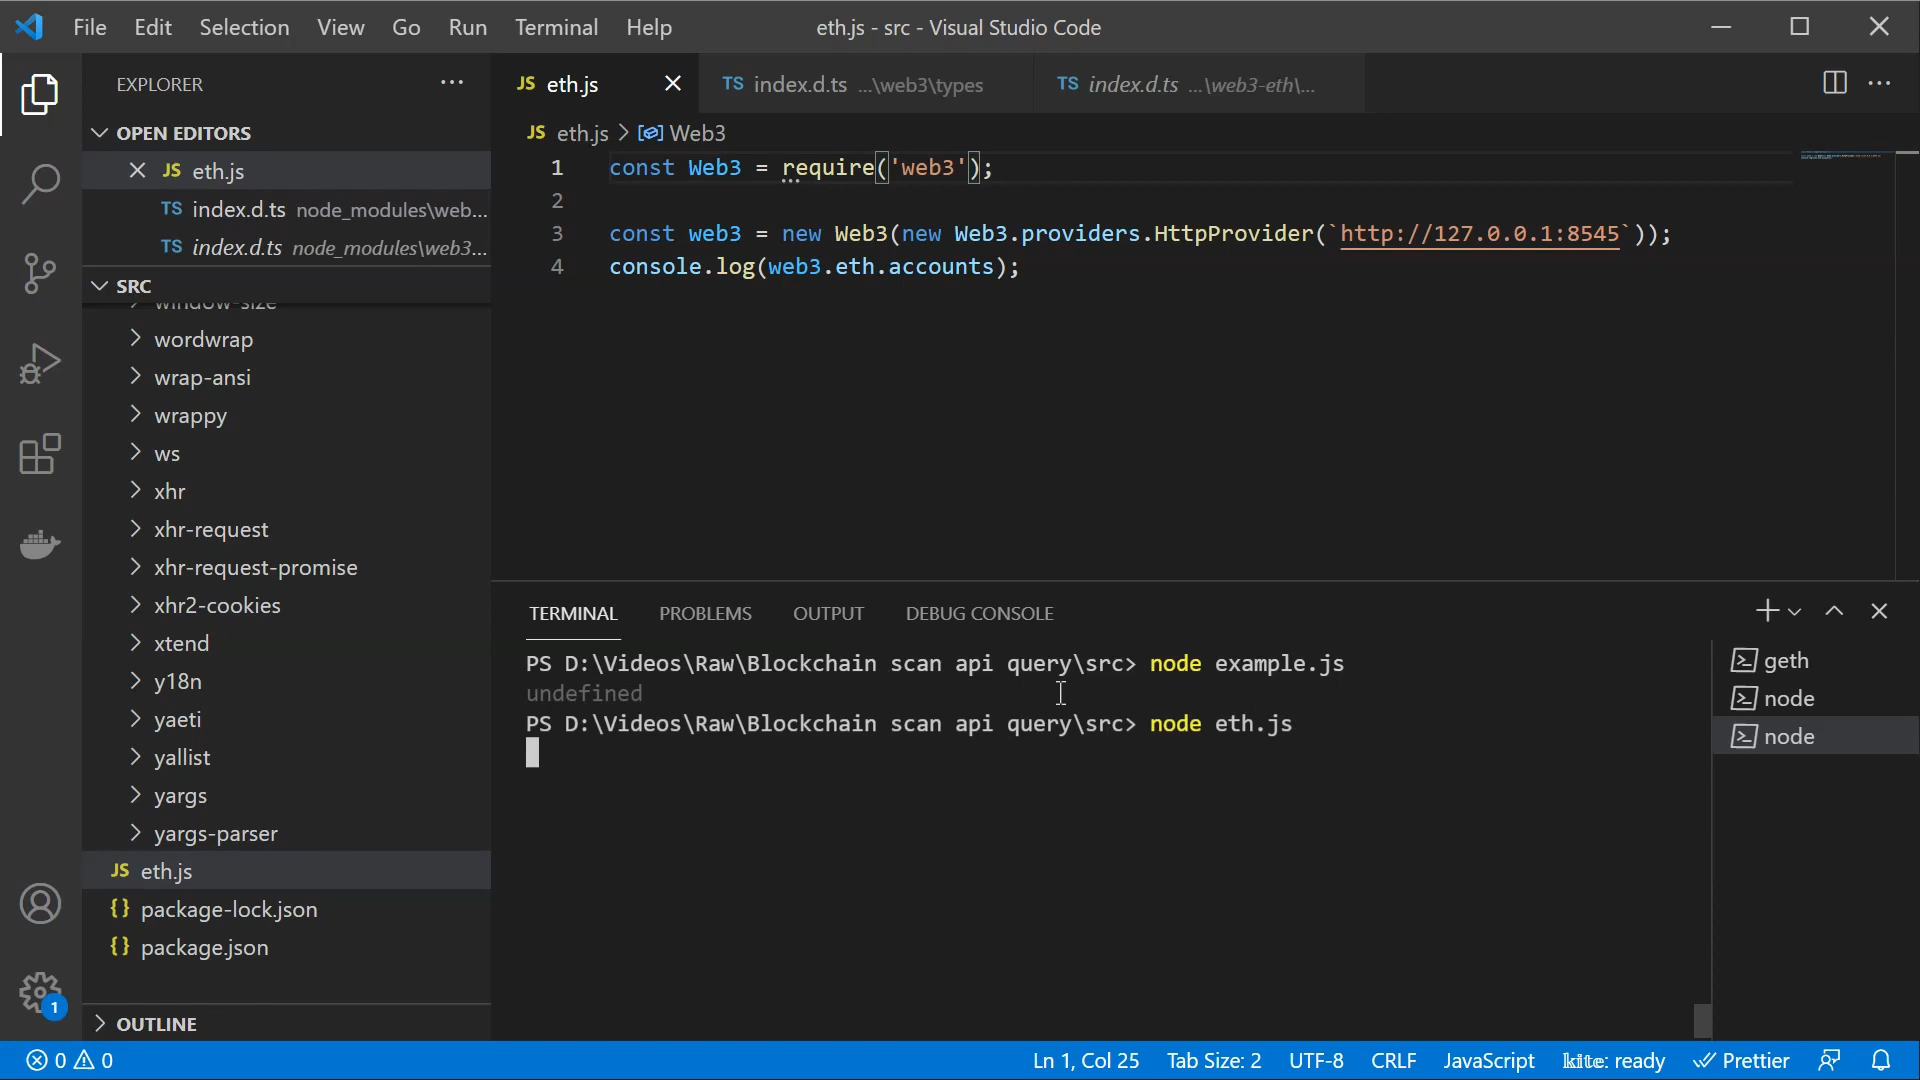 File Edit Selection View Go Run Terminal Help eth.js - src - Visual Studio Code
EXPLORER ···
OPEN EDITORS
JS eth.js
TS index.d.ts node_modules\web...
TS index.d.ts node_modules\web3...
SRC
window-size
wordwrap
wrap-ansi
wrappy
ws
xhr
xhr-request
xhr-request-promise
xhr2-cookies
xtend
y18n
yaeti
yallist
yargs
yargs-parser
JS eth.js
{} package-lock.json
{} package.json
OUTLINE
JS eth.js TS index.d.ts ...\web3\types TS index.d.ts ...\web3-eth\...
JS eth.js > Web3
1 const Web3 = require('web3');
2
3 const web3 = new Web3(new Web3.providers.HttpProvider(`http://127.0.0.1:8545`));
4 console.log(web3.eth.accounts);
TERMINAL PROBLEMS OUTPUT DEBUG CONSOLE
PS D:\Videos\Raw\Blockchain scan api query\src> node example.js
undefined
PS D:\Videos\Raw\Blockchain scan api query\src> node eth.js
geth
node
node
1
0 0 Ln 1, Col 25 Tab Size: 2 UTF-8 CRLF JavaScript kite: ready Prettier